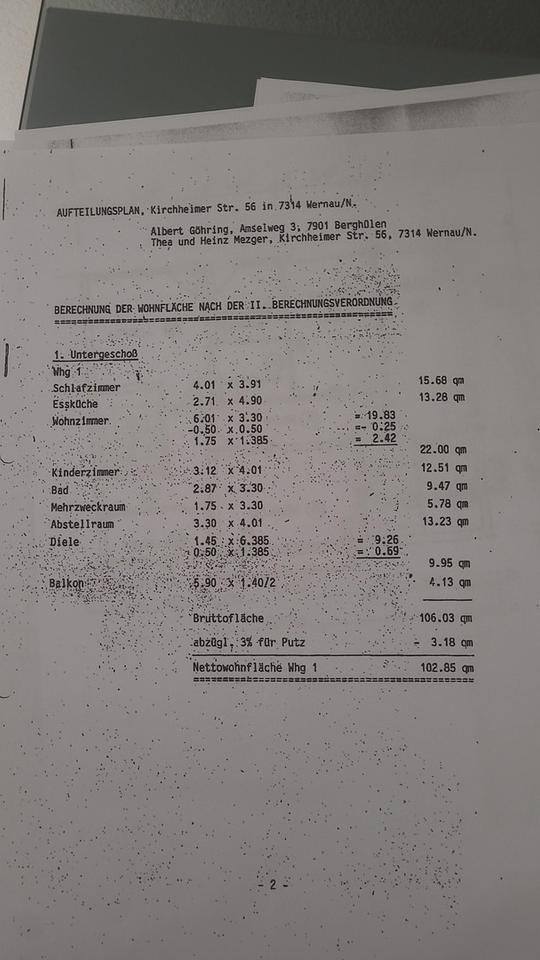 AUFTEILUNGSPLAN, Kirchheimer Str. 56 in 7314 Wernau/N.
Albert Göhring, Amselweg 3, 7901 Berghülen
Thea und Heinz Mezger, Kirchheimer Str. 56, 7314 Wernau/N.
BERECHNUNG DER WOHNFLÄCHE NACH DER II. BERECHNUNGSVERORDNUNG
1. Untergeschoß
Whg 1
Schlafzimmer 4.01 x 3.91 15.68 qm
Essküche 2.71 x 4.90 13.28 qm
Wohnzimmer 6.01 x 3.30 = 19.83
-0.50 x 0.50 =- 0.25
1.75 x 1.385 = 2.42
22.00 qm
Kinderzimmer 3.12 x 4.01 12.51 qm
Bad 2.87 x 3.30 9.47 qm
Mehrzweckraum 1.75 x 3.30 5.78 qm
Abstellraum 3.30 x 4.01 13.23 qm
Diele 1.45 x 6.385 = 9.26
0.50 x 1.385 = 0.69
9.95 qm
Balkon 5.90 x 1.40/2 4.13 qm
Bruttofläche 106.03 qm
abzügl. 3% für Putz - 3.18 qm
Nettowohnfläche Whg 1 102.85 qm
- 2 -